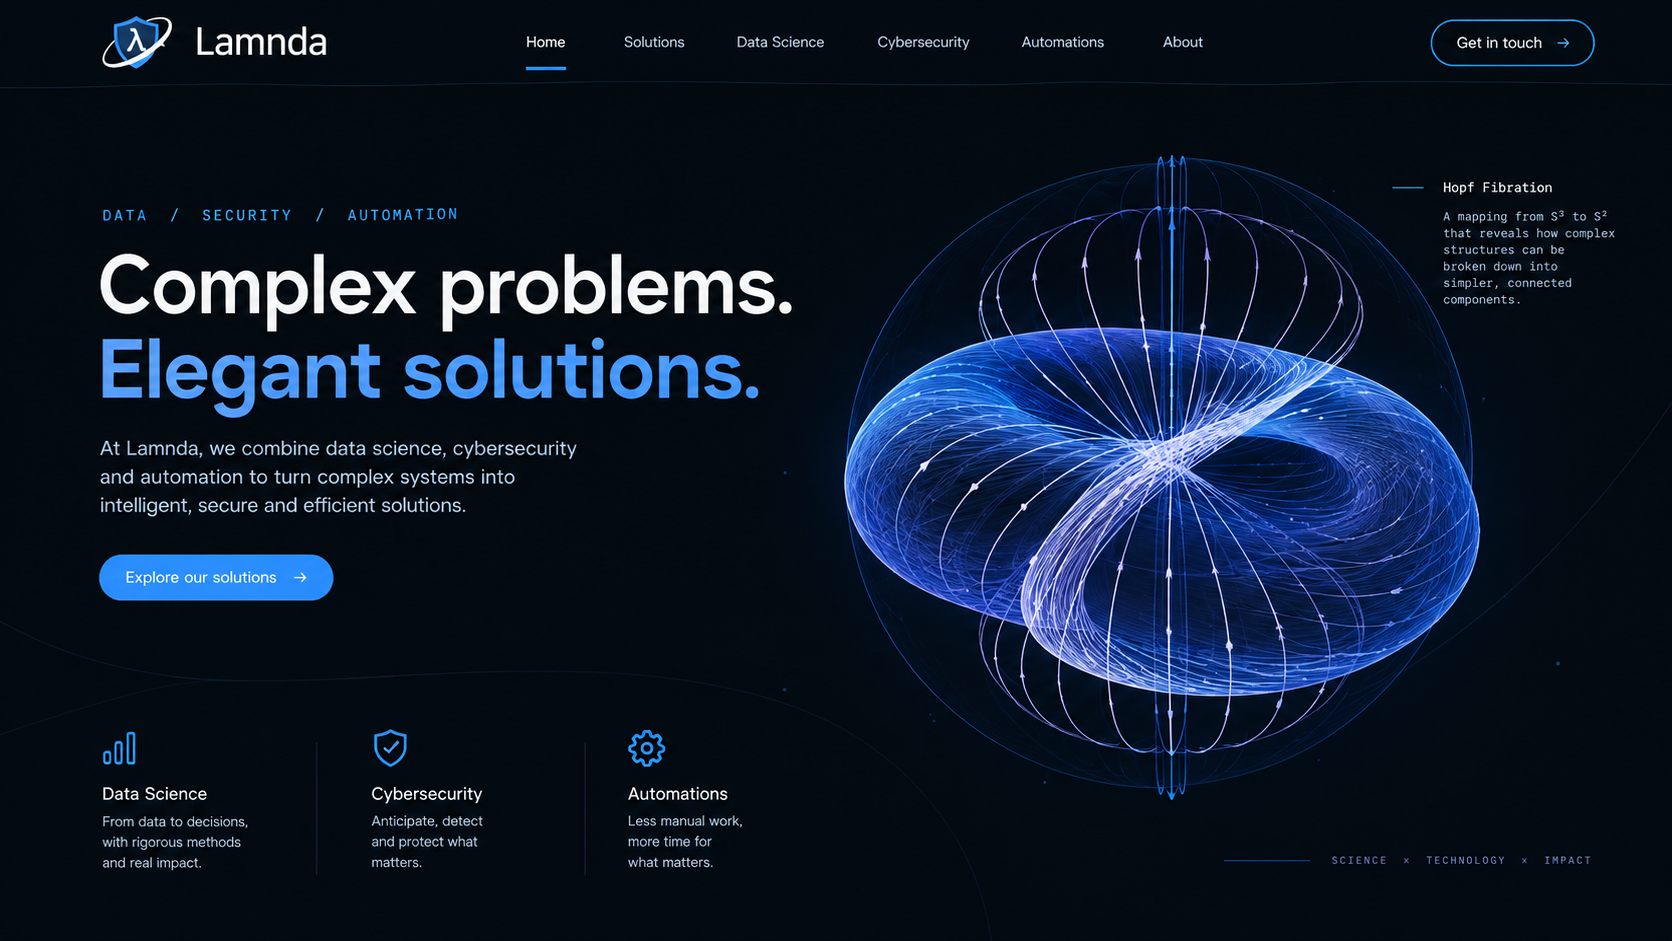 λ Lamnda
Home Solutions Data Science Cybersecurity Automations About
Get in touch →
DATA / SECURITY / AUTOMATION
Complex problems.
Elegant solutions.
At Lamnda, we combine data science, cybersecurity
and automation to turn complex systems into
intelligent, secure and efficient solutions.
Explore our solutions →
Hopf Fibration
A mapping from S³ to S²
that reveals how complex
structures can be
broken down into
simpler, connected
components.
Data Science
From data to decisions,
with rigorous methods
and real impact.
Cybersecurity
Anticipate, detect
and protect what
matters.
Automations
Less manual work,
more time for
what matters.
SCIENCE × TECHNOLOGY × IMPACT